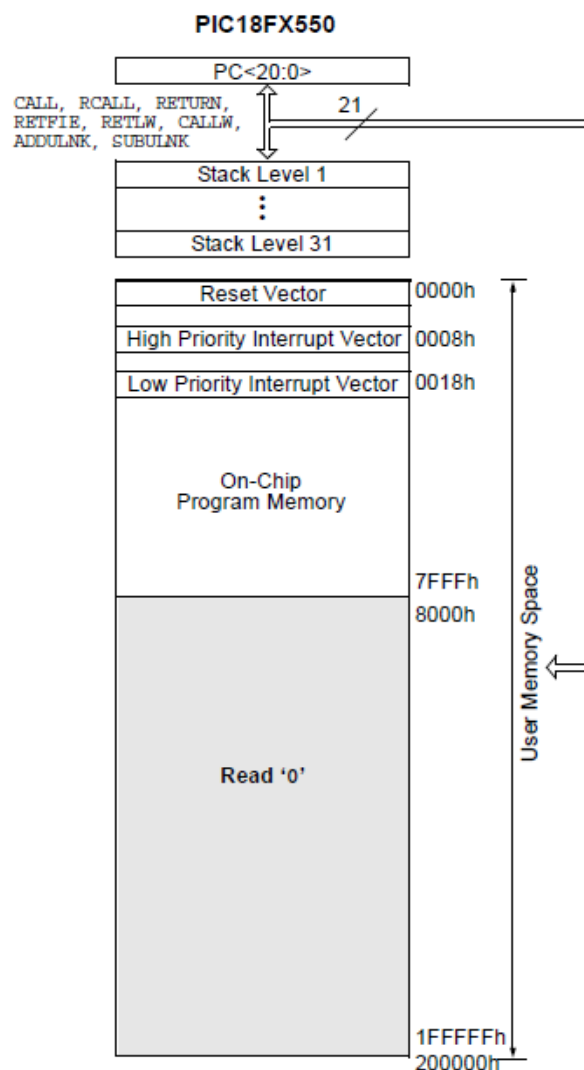 PIC18FX550
PC<20:0>
CALL, RCALL, RETURN,
RETFIE, RETLW, CALLW,
ADDULNK, SUBULNK
21
Stack Level 1
Stack Level 31
Reset Vector
0000h
High Priority Interrupt Vector
0008h
Low Priority Interrupt Vector
0018h
On-Chip
Program Memory
7FFFh
8000h
User Memory Space
Read ‘0’
1FFFFFh
200000h